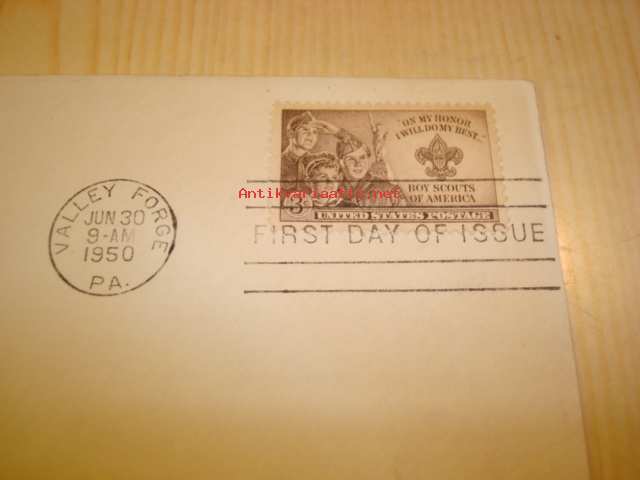 "ON MY HONOR
I WILL DO MY BEST..."
BOY SCOUTS
OF AMERICA
3¢
UNITED STATES POSTAGE
Antikvariaatti.net
VALLEY FORGE
JUN 30
9-AM
1950
PA.
FIRST DAY OF ISSUE